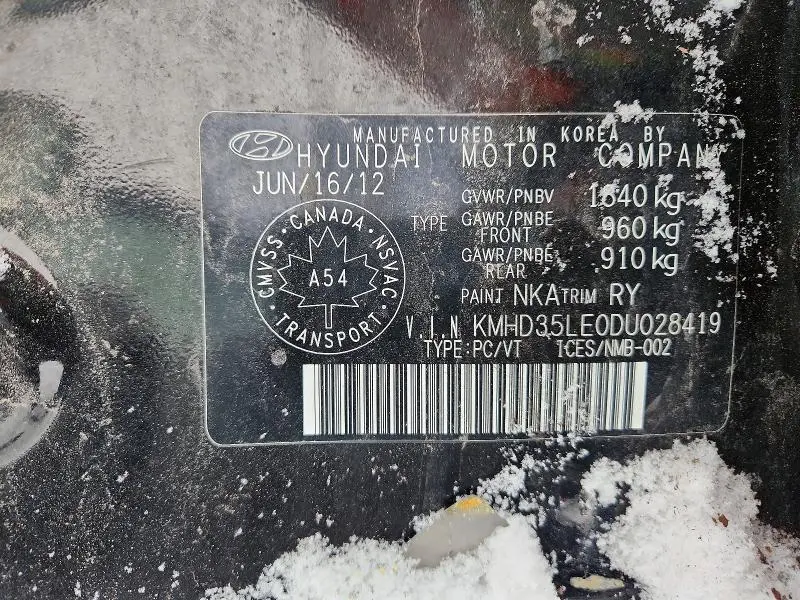 MANUFACTURED IN KOREA BY
HYUNDAI MOTOR COMPANY
JUN/16/12
GVWR/PNBV 1640 kg
TYPE GAWR/PNBE FRONT 960 kg
GAWR/PNBE REAR 910 kg
CANADA
CMVSS · NSVAC
A54
TRANSPORT
PAINT NKA TRIM RY
V.I.N KMHD35LE0DU028419
TYPE:PC/VT ICES/NMB-002